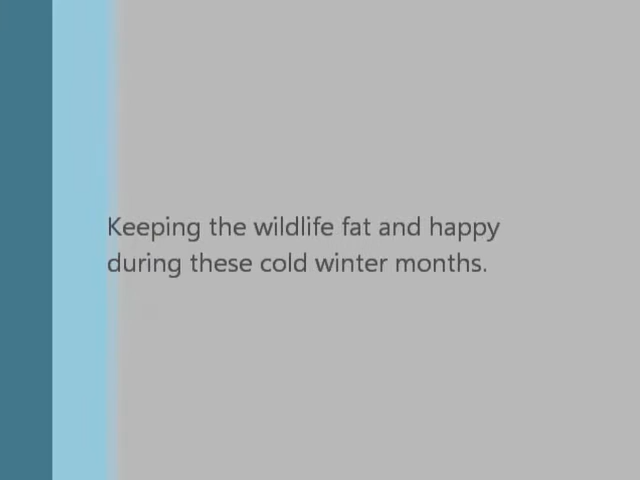 Keeping the wildlife fat and happy
during these cold winter months.